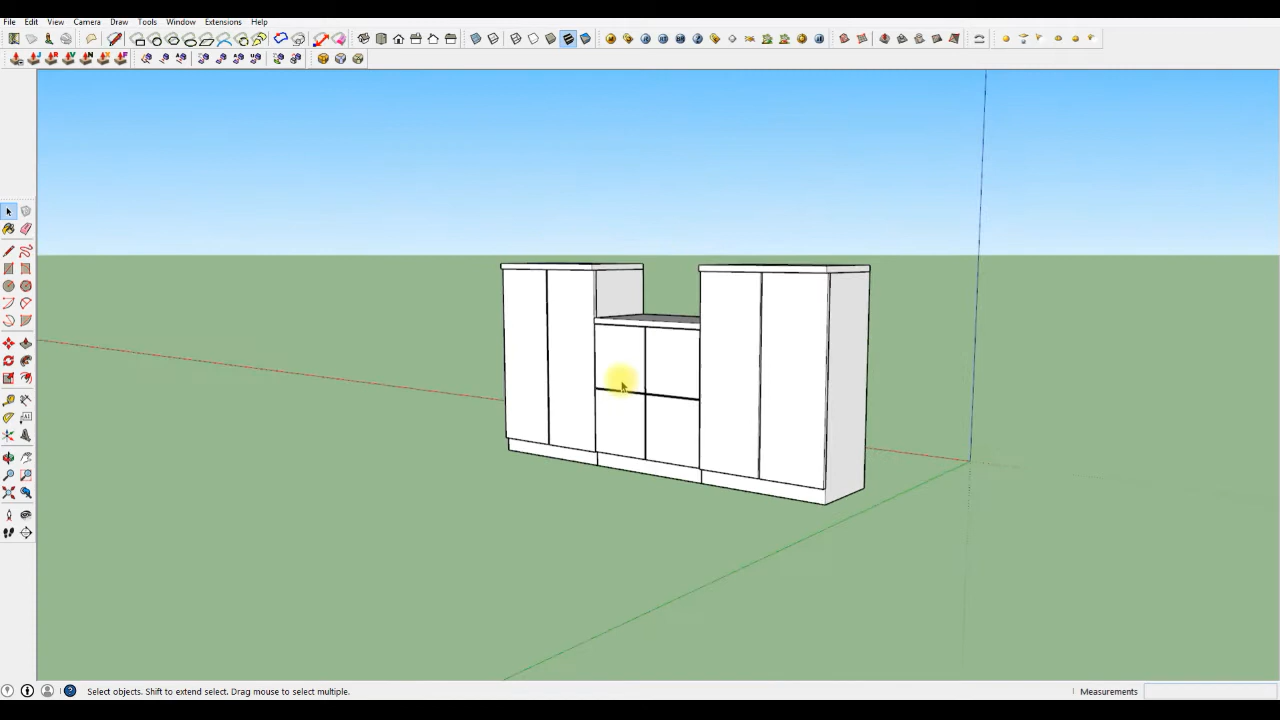 File Edit View Camera Draw Tools Window Extensions Help
Select objects. Shift to extend select. Drag mouse to select multiple.
Measurements